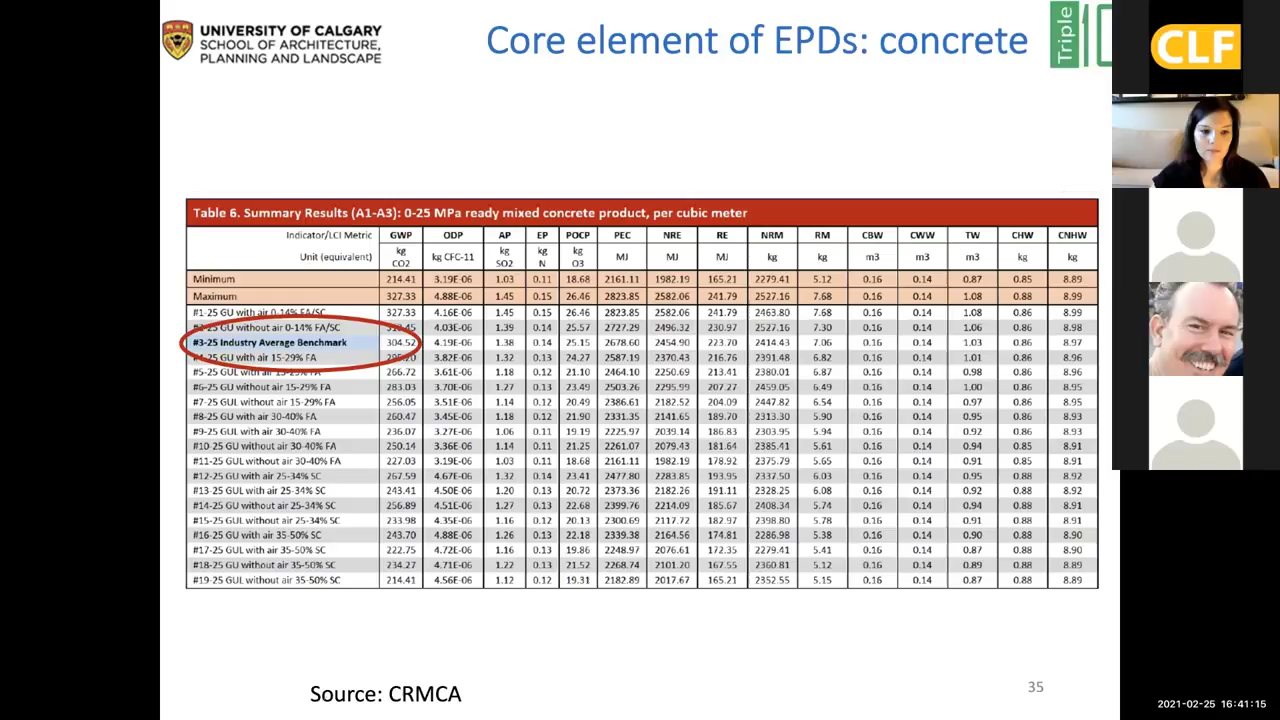 UNIVERSITY OF CALGARY
SCHOOL OF ARCHITECTURE,
PLANNING AND LANDSCAPE
Core element of EPDs: concrete
Triple
CLF
Table 6. Summary Results (A1-A3): 0-25 MPa ready mixed concrete product, per cubic meter
Indicator/LCI Metric GWP ODP AP EP POCP PEC NRE RE NRM RM CBW CWW TW CHW CNHW
Unit (equivalent) kg CO2 kg CFC-11 kg SO2 kg N kg O3 MJ MJ MJ kg kg m3 m3 m3 kg kg
Minimum 214.41 3.19E-06 1.03 0.11 18.68 2161.11 1982.19 165.21 2279.41 5.12 0.16 0.14 0.87 0.85 8.89
Maximum 327.33 4.88E-06 1.45 0.15 26.46 2823.85 2582.06 241.79 2527.16 7.68 0.16 0.14 1.08 0.88 8.99
#1-25 GU with air 0-14% FA/SC 327.33 4.16E-06 1.45 0.15 26.46 2823.85 2582.06 241.79 2463.80 7.68 0.16 0.14 1.08 0.86 8.99
GU without air 0-14% FA/SC 4.03E-06 1.39 0.14 25.57 2727.29 2496.32 230.97 2527.16 7.30 0.16 0.14 1.06 0.86 8.98
#3-25 Industry Average Benchmark 304.52 4.19E-06 1.38 0.14 25.15 2678.60 2454.90 223.70 2414.43 7.06 0.16 0.14 1.03 0.86 8.97
GU with air 15-29% FA 3.82E-06 1.32 0.13 24.27 2587.19 2370.43 216.76 2391.48 6.82 0.16 0.14 1.01 0.86 8.96
#5-25 GUL with air 15-29% FA 266.72 3.61E-06 1.18 0.12 21.10 2464.10 2250.69 213.41 2380.01 6.87 0.16 0.14 0.98 0.86 8.96
#6-25 GU without air 15-29% FA 283.03 3.70E-06 1.27 0.13 23.49 2503.26 2295.99 207.27 2459.05 6.49 0.16 0.14 1.00 0.86 8.95
#7-25 GUL without air 15-29% FA 256.05 3.51E-06 1.14 0.12 20.49 2386.61 2182.52 204.09 2447.82 6.54 0.16 0.14 0.97 0.86 8.95
#8-25 GU with air 30-40% FA 260.47 3.45E-06 1.18 0.12 21.90 2331.35 2141.65 189.70 2313.30 5.90 0.16 0.14 0.95 0.86 8.93
#9-25 GUL with air 30-40% FA 236.07 3.27E-06 1.06 0.11 19.19 2225.97 2039.14 186.83 2303.95 5.94 0.16 0.14 0.92 0.86 8.93
#10-25 GU without air 30-40% FA 250.14 3.36E-06 1.14 0.11 21.25 2261.07 2079.43 181.64 2385.41 5.61 0.16 0.14 0.94 0.85 8.91
#11-25 GUL without air 30-40% FA 227.03 3.19E-06 1.03 0.11 18.68 2161.11 1982.19 178.92 2375.79 5.65 0.16 0.14 0.91 0.85 8.91
#12-25 GU with air 25-34% SC 267.59 4.67E-06 1.32 0.14 23.41 2477.80 2283.85 193.95 2337.50 6.03 0.16 0.14 0.95 0.88 8.92
#13-25 GUL with air 25-34% SC 243.41 4.50E-06 1.20 0.13 20.72 2373.36 2182.26 191.11 2328.25 6.08 0.16 0.14 0.92 0.88 8.92
#14-25 GU without air 25-34% SC 256.89 4.51E-06 1.27 0.13 22.68 2399.76 2214.09 185.67 2408.34 5.74 0.16 0.14 0.94 0.88 8.91
#15-25 GUL without air 25-34% SC 233.98 4.35E-06 1.16 0.12 20.13 2300.69 2117.72 182.97 2398.80 5.78 0.16 0.14 0.91 0.88 8.91
#16-25 GU with air 35-50% SC 243.70 4.88E-06 1.26 0.13 22.18 2339.38 2164.56 174.81 2286.98 5.38 0.16 0.14 0.90 0.88 8.90
#17-25 GUL with air 35-50% SC 222.75 4.72E-06 1.16 0.13 19.86 2248.97 2076.61 172.35 2279.41 5.41 0.16 0.14 0.87 0.88 8.90
#18-25 GU without air 35-50% SC 234.27 4.71E-06 1.22 0.13 21.52 2268.74 2101.20 167.55 2360.81 5.12 0.16 0.14 0.89 0.88 8.89
#19-25 GUL without air 35-50% SC 214.41 4.56E-06 1.12 0.12 19.31 2182.89 2017.67 165.21 2352.55 5.15 0.16 0.14 0.87 0.88 8.89
Source: CRMCA
35
2021-02-25 16:41:15